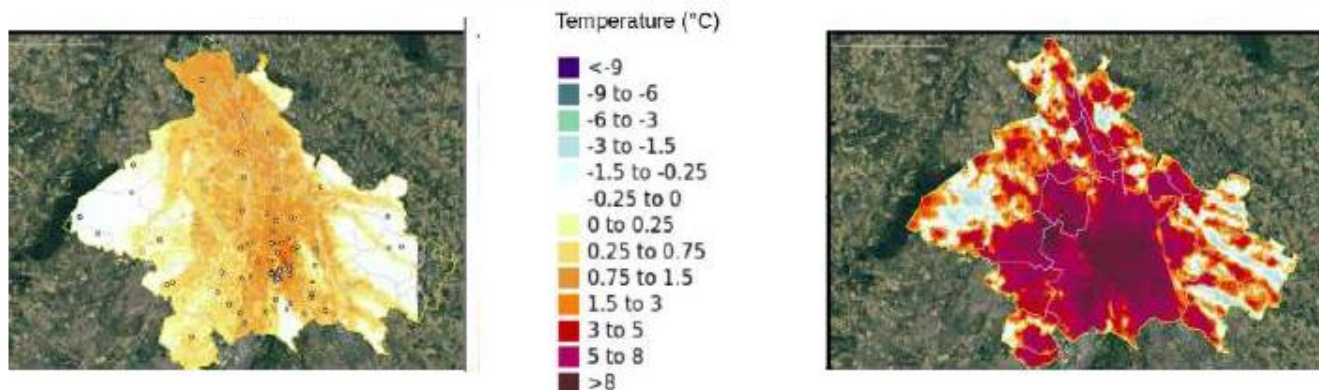 Temperature (°C)
<-9
-9 to -6
-6 to -3
-3 to -1.5
-1.5 to -0.25
-0.25 to 0
0 to 0.25
0.25 to 0.75
0.75 to 1.5
1.5 to 3
3 to 5
5 to 8
>8